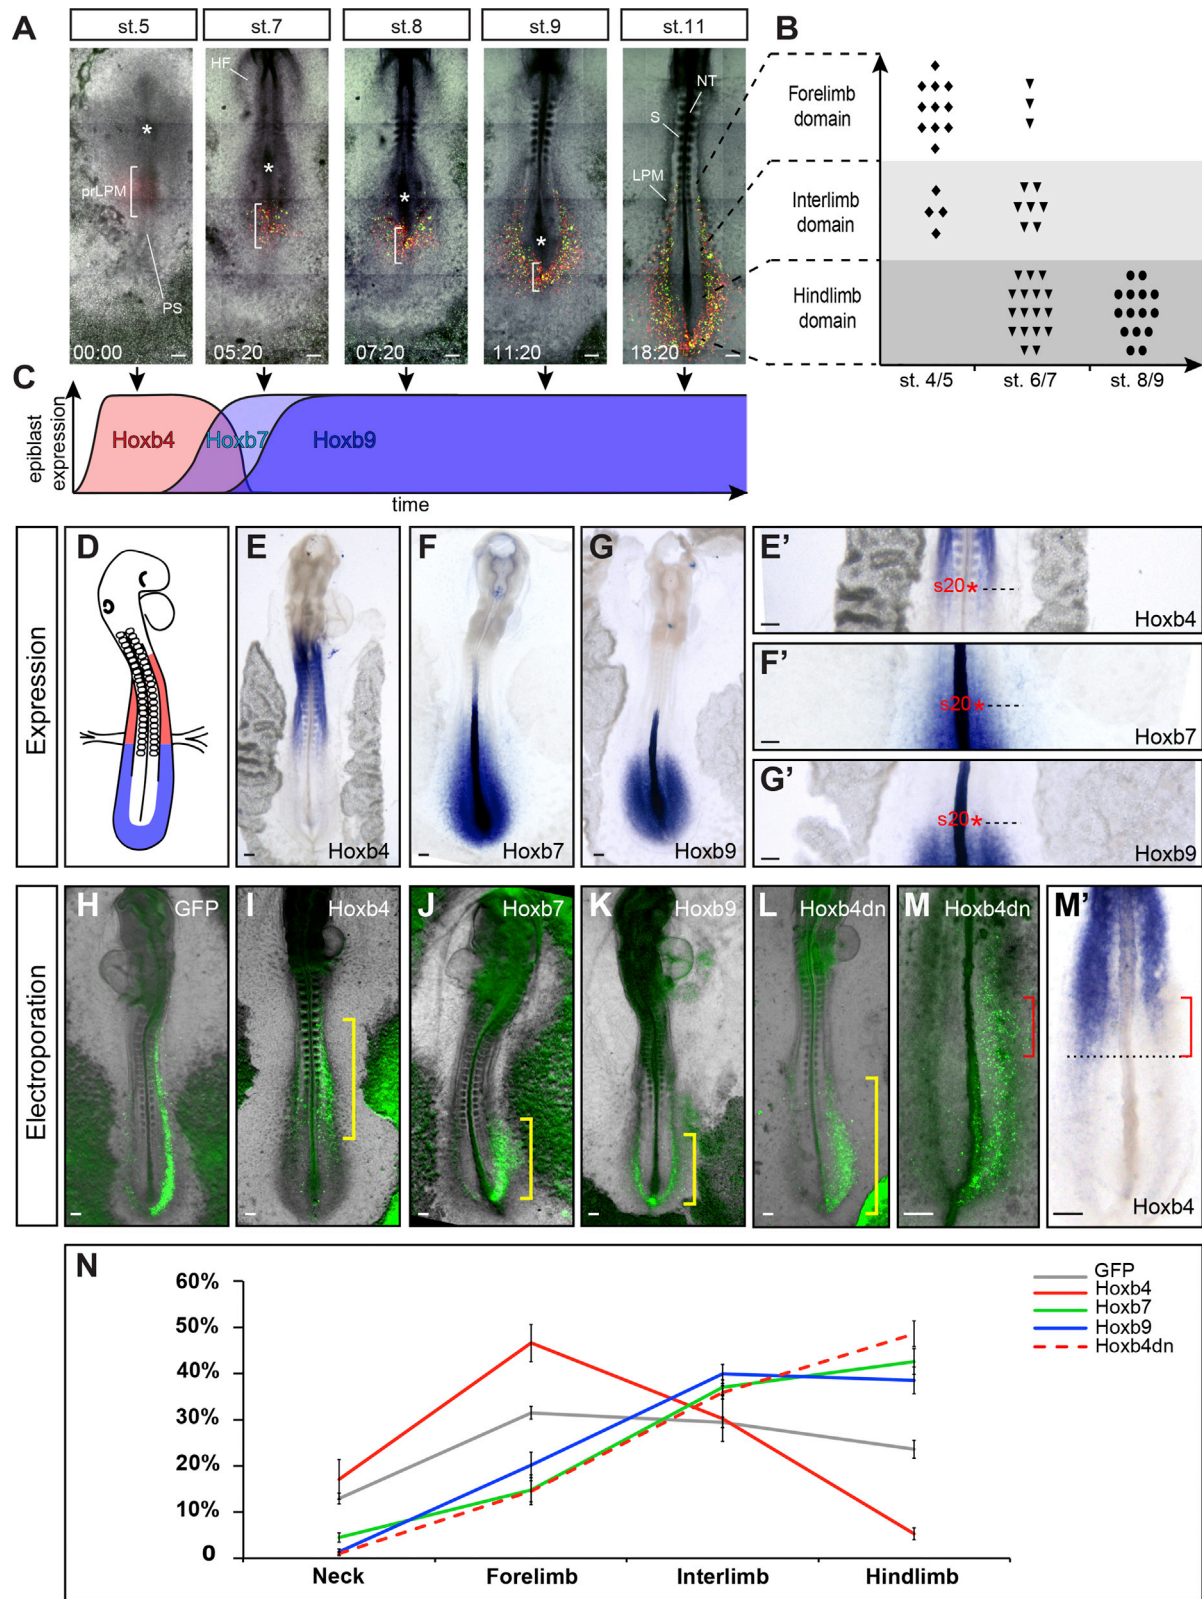 A
st.5
st.7
st.8
st.9
st.11
B
HF
NT
S
*
*
*
*
prLPM
LPM
PS
00:00
05:20
07:20
11:20
18:20
Forelimb
domain
Interlimb
domain
Hindlimb
domain
st. 4/5
st. 6/7
st. 8/9
C
epiblast
expression
Hoxb4
Hoxb7
Hoxb9
time
Expression
D
E
Hoxb4
F
Hoxb7
G
Hoxb9
E’
s20*
Hoxb4
F’
s20*
Hoxb7
G’
s20*
Hoxb9
Electroporation
H
GFP
I
Hoxb4
J
Hoxb7
K
Hoxb9
L
Hoxb4dn
M
Hoxb4dn
M’
Hoxb4
N
60%
50%
40%
30%
20%
10%
0
Neck
Forelimb
Interlimb
Hindlimb
GFP
Hoxb4
Hoxb7
Hoxb9
Hoxb4dn